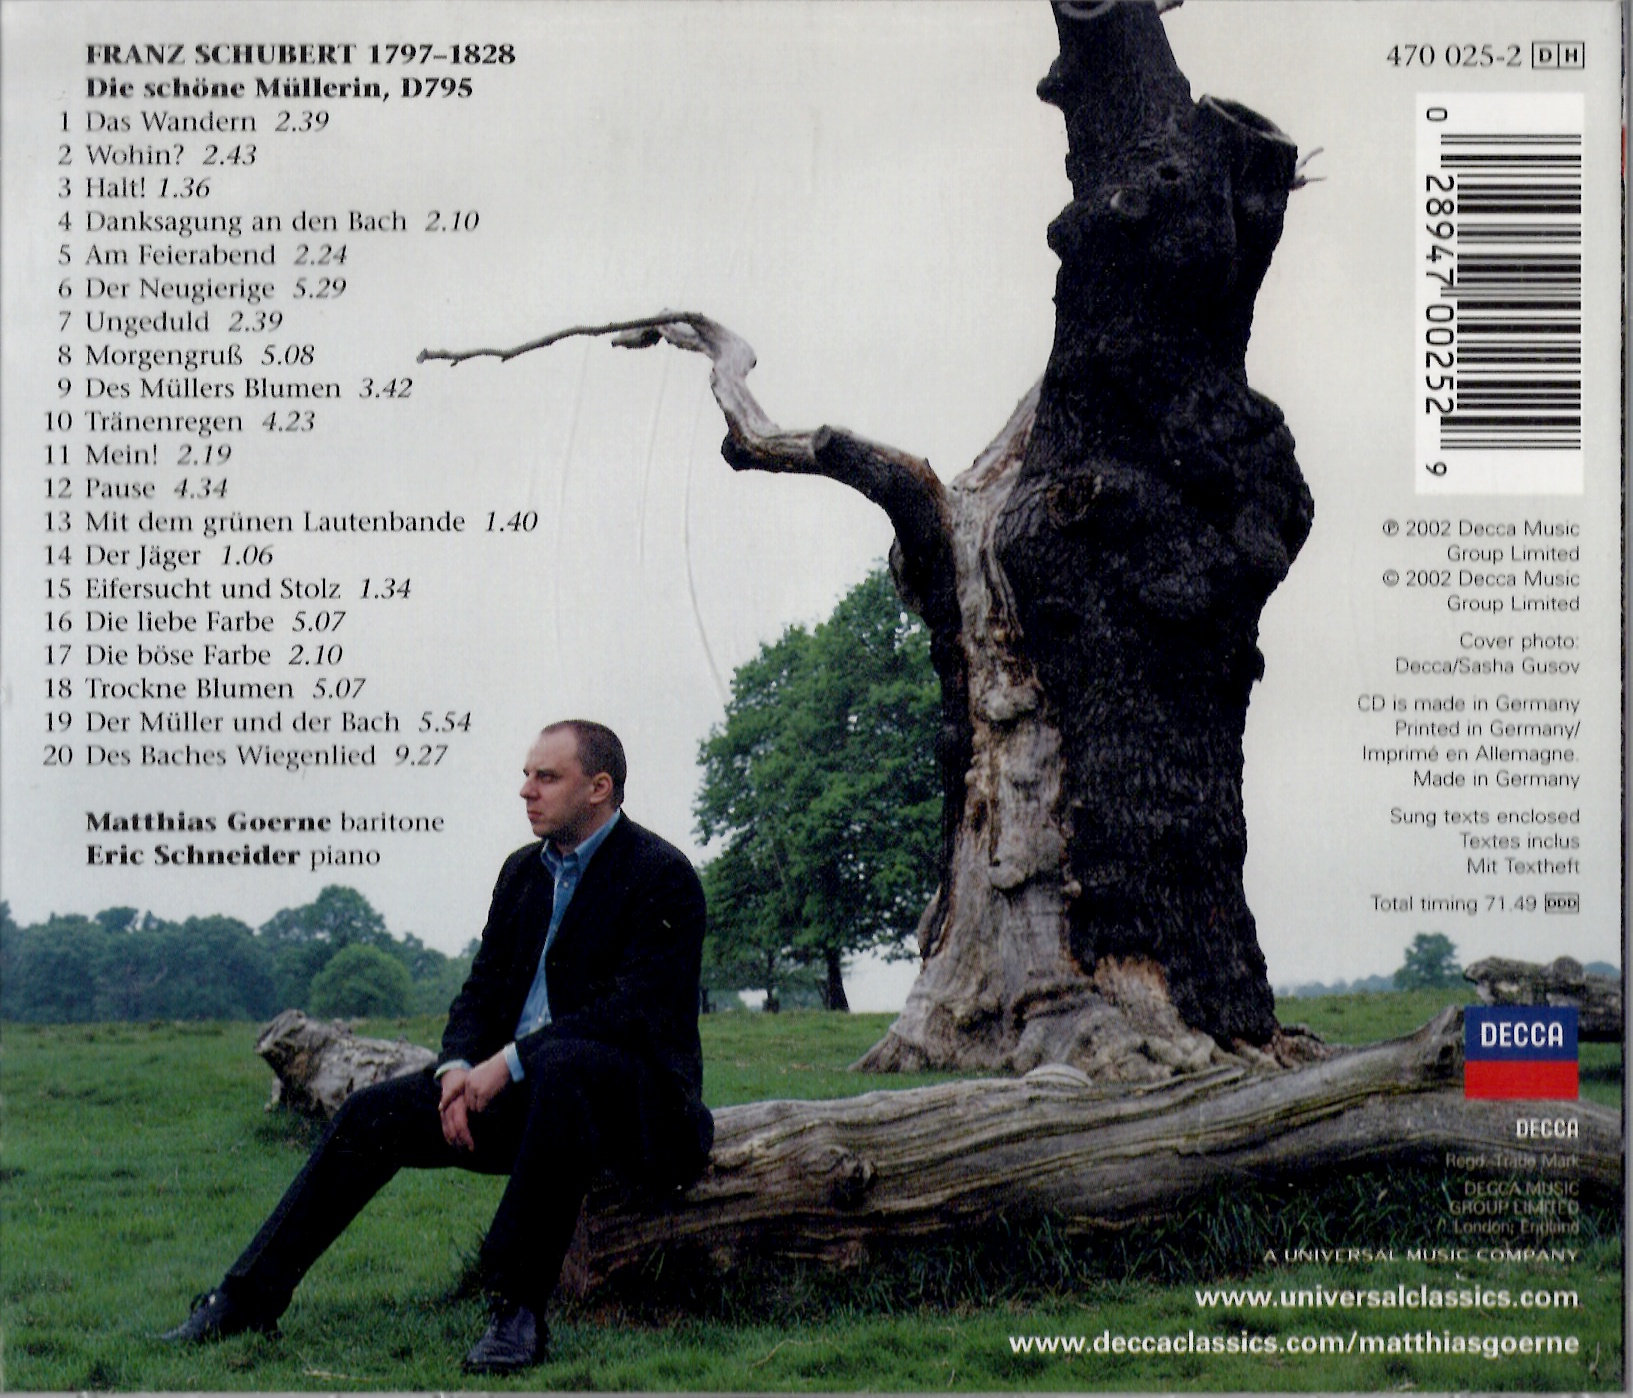 FRANZ SCHUBERT 1797–1828
Die schöne Müllerin, D795
1 Das Wandern 2.39
2 Wohin? 2.43
3 Halt! 1.36
4 Danksagung an den Bach 2.10
5 Am Feierabend 2.24
6 Der Neugierige 5.29
7 Ungeduld 2.39
8 Morgengruß 5.08
9 Des Müllers Blumen 3.42
10 Tränenregen 4.23
11 Mein! 2.19
12 Pause 4.34
13 Mit dem grünen Lautenbande 1.40
14 Der Jäger 1.06
15 Eifersucht und Stolz 1.34
16 Die liebe Farbe 5.07
17 Die böse Farbe 2.10
18 Trockne Blumen 5.07
19 Der Müller und der Bach 5.54
20 Des Baches Wiegenlied 9.27
Matthias Goerne baritone
Eric Schneider piano
470 025-2 DH
0 28947 00252 9
℗ 2002 Decca Music
Group Limited
© 2002 Decca Music
Group Limited
Cover photo:
Decca/Sasha Gusov
CD is made in Germany
Printed in Germany/
Imprimé en Allemagne.
Made in Germany
Sung texts enclosed
Textes inclus
Mit Textheft
Total timing 71.49 DDD
DECCA
DECCA
Regd. Trade Mark
DECCA MUSIC
GROUP LIMITED
London, England
A UNIVERSAL MUSIC COMPANY
www.universalclassics.com
www.deccaclassics.com/matthiasgoerne